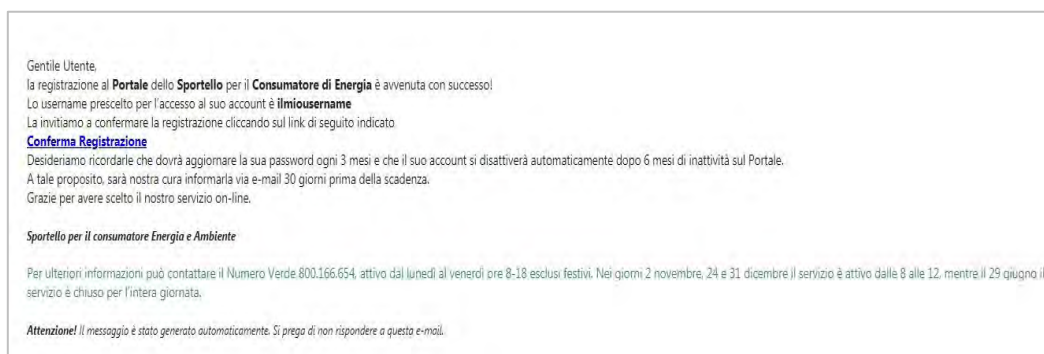 Gentile Utente,
la registrazione al Portale dello Sportello per il Consumatore di Energia è avvenuta con successo!
Lo username prescelto per l'accesso al suo account è ilmiousername
La invitiamo a confermare la registrazione cliccando sul link di seguito indicato
Conferma Registrazione
Desideriamo ricordarle che dovrà aggiornare la sua password ogni 3 mesi e che il suo account si disattiverà automaticamente dopo 6 mesi di inattività sul Portale.
A tale proposito, sarà nostra cura informarla via e-mail 30 giorni prima della scadenza.
Grazie per avere scelto il nostro servizio on-line.
Sportello per il consumatore Energia e Ambiente
Per ulteriori informazioni può contattare il Numero Verde 800.166.654, attivo dal lunedì al venerdì ore 8-18 esclusi festivi. Nei giorni 2 novembre, 24 e 31 dicembre il servizio è attivo dalle 8 alle 12, mentre il 29 giugno il
servizio è chiuso per l'intera giornata.
Attenzione! Il messaggio è stato generato automaticamente. Si prega di non rispondere a questa e-mail.